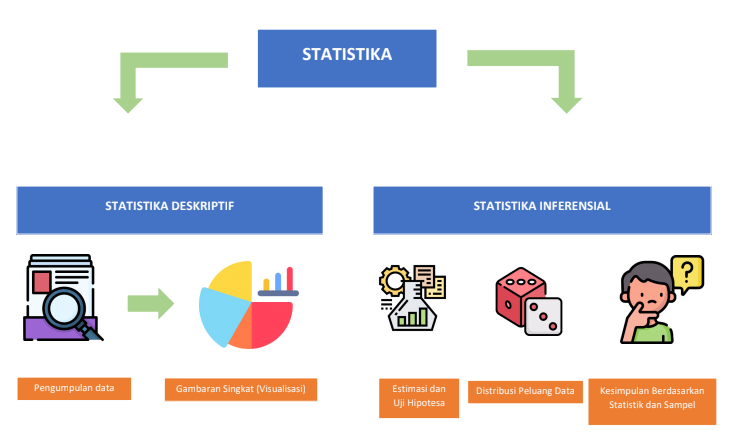 STATISTIKA
STATISTIKA DESKRIPTIF
STATISTIKA INFERENSIAL
?
Pengumpulan data
Gambaran Singkat (Visualisasi)
Estimasi dan
Uji Hipotesa
Distribusi Peluang Data
Kesimpulan Berdasarkan
Statistik dan Sampel